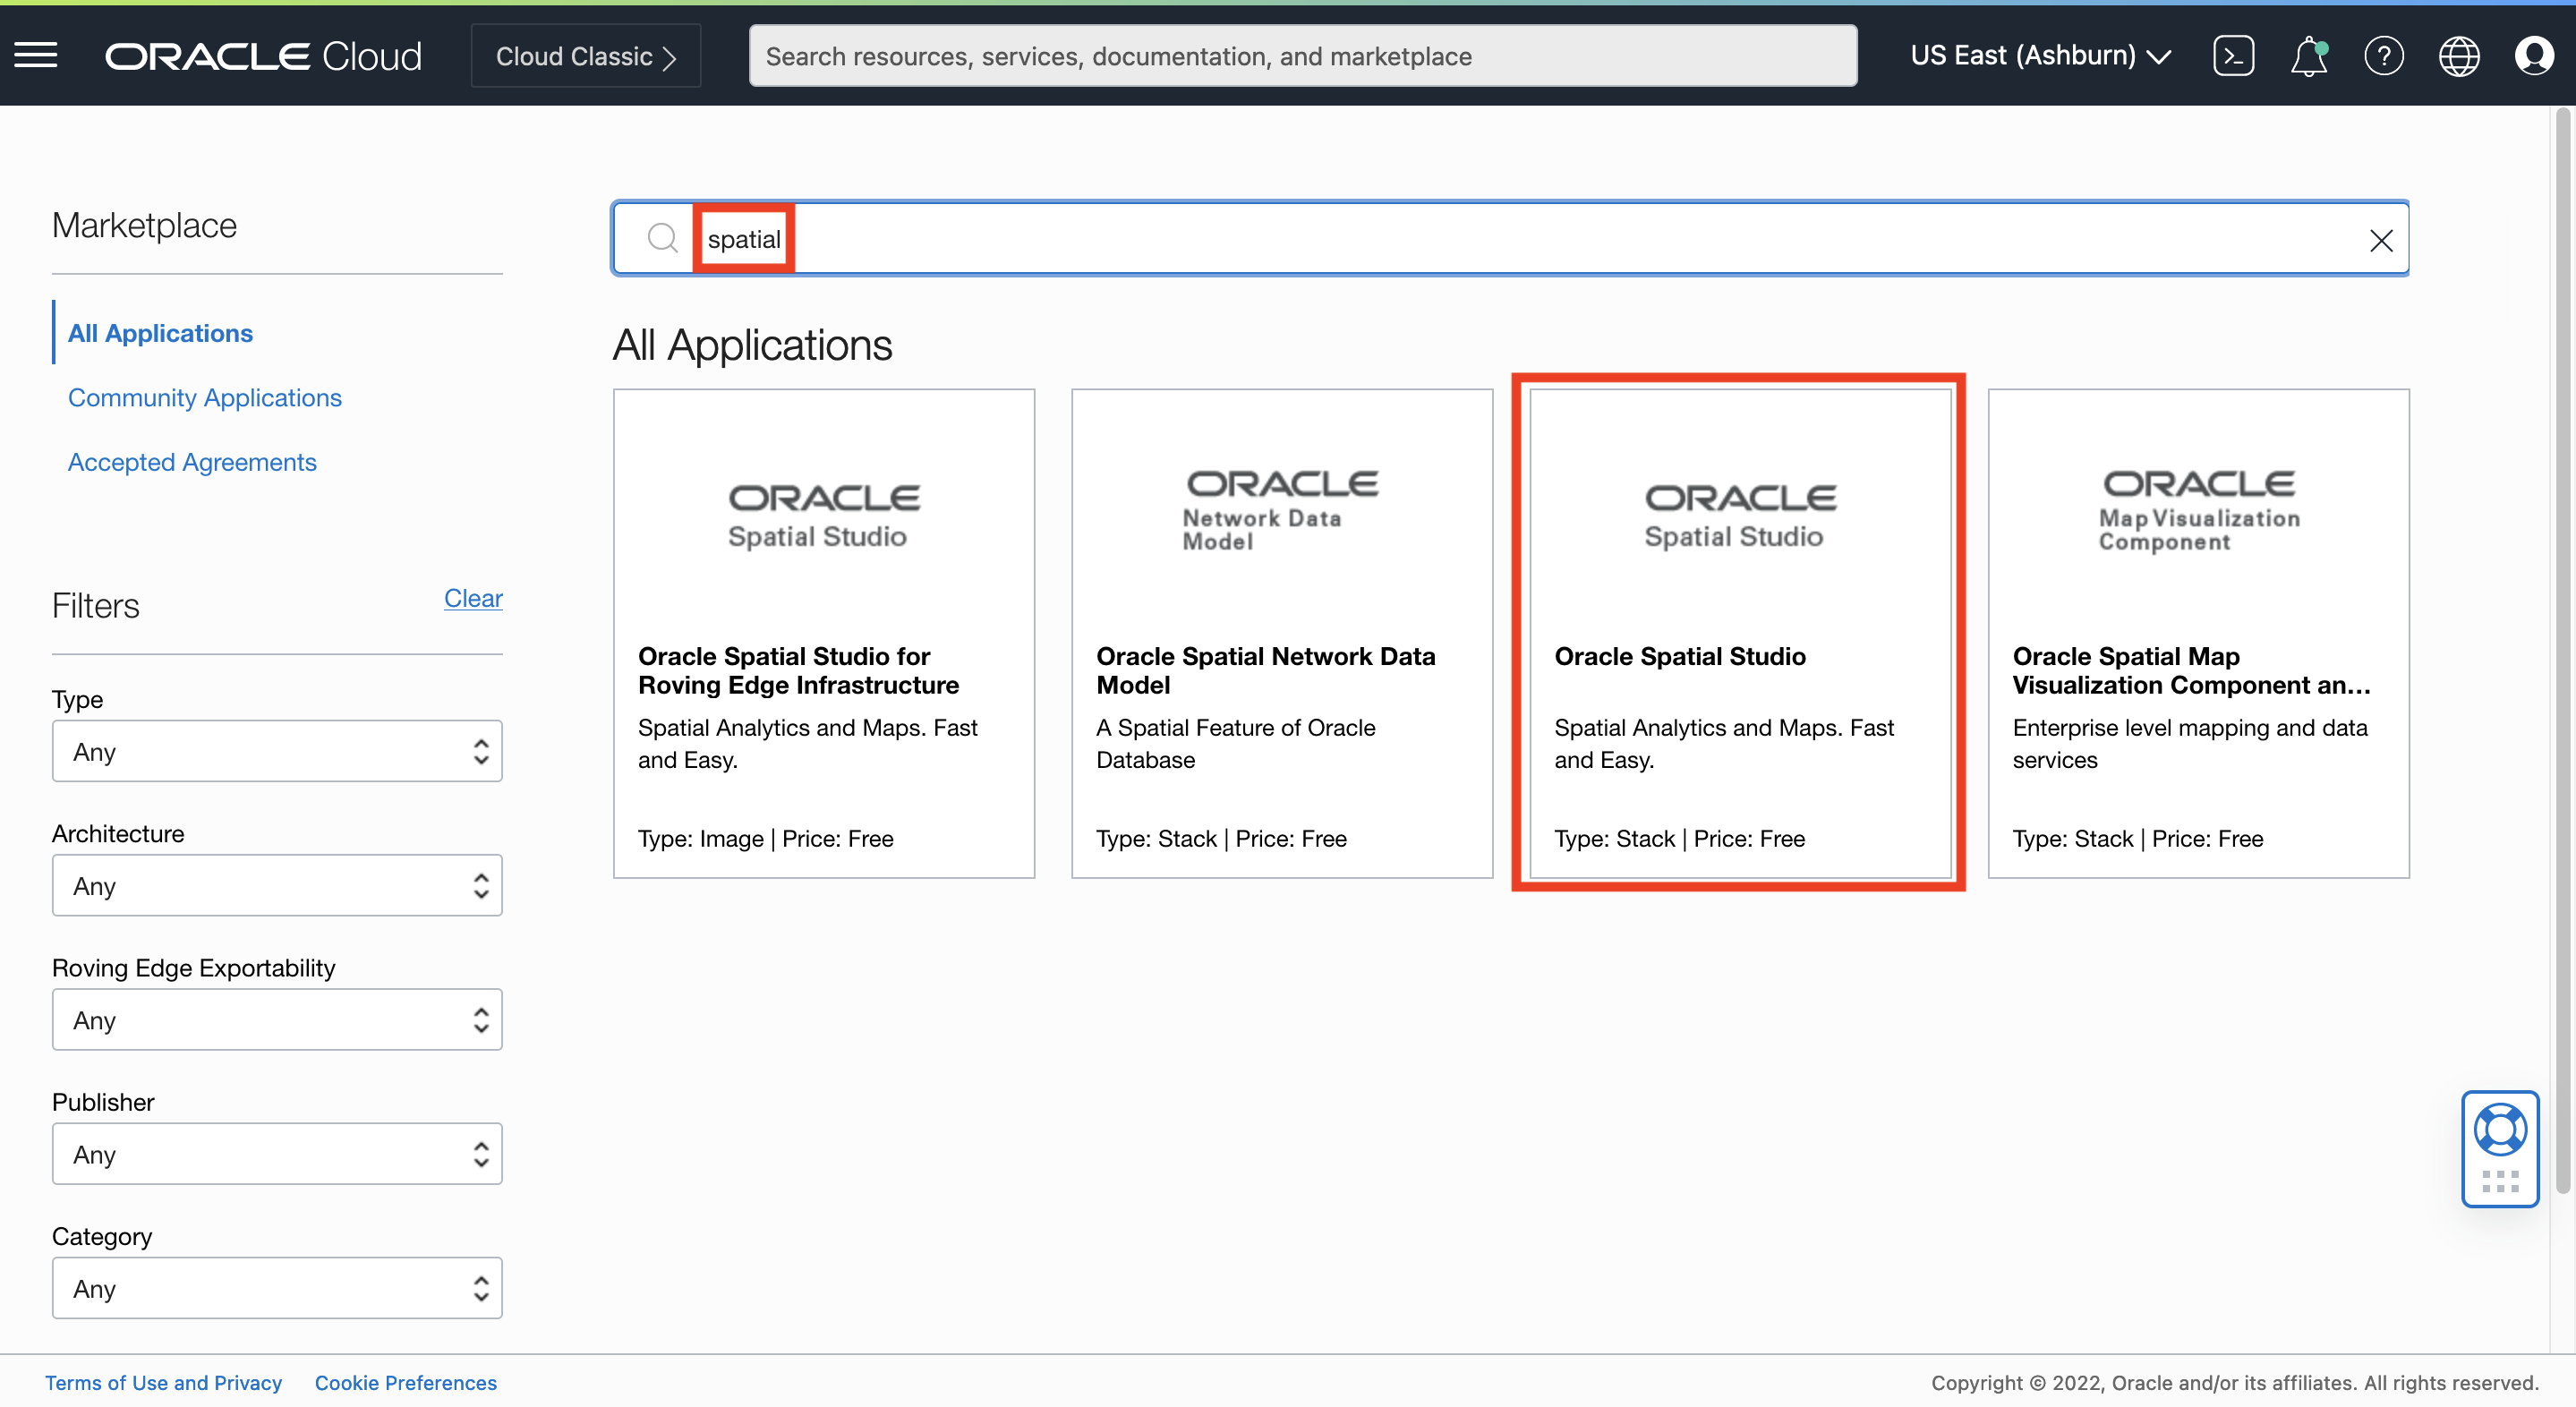 ORACLE Cloud
Cloud Classic
Search resources, services, documentation, and marketplace
US East (Ashburn)
Marketplace
All Applications
Community Applications
Accepted Agreements
Filters
Clear
Type
Any
Architecture
Any
Roving Edge Exportability
Any
Publisher
Any
Category
Any
spatial
All Applications
ORACLE
Spatial Studio
Oracle Spatial Studio for
Roving Edge Infrastructure
Spatial Analytics and Maps. Fast
and Easy.
Type: Image | Price: Free
ORACLE
Network Data
Model
Oracle Spatial Network Data
Model
A Spatial Feature of Oracle
Database
Type: Stack | Price: Free
ORACLE
Spatial Studio
Oracle Spatial Studio
Spatial Analytics and Maps. Fast
and Easy.
Type: Stack | Price: Free
ORACLE
Map Visualization
Component
Oracle Spatial Map
Visualization Component an...
Enterprise level mapping and data
services
Type: Stack | Price: Free
Terms of Use and Privacy
Cookie Preferences
Copyright © 2022, Oracle and/or its affiliates. All rights reserved.